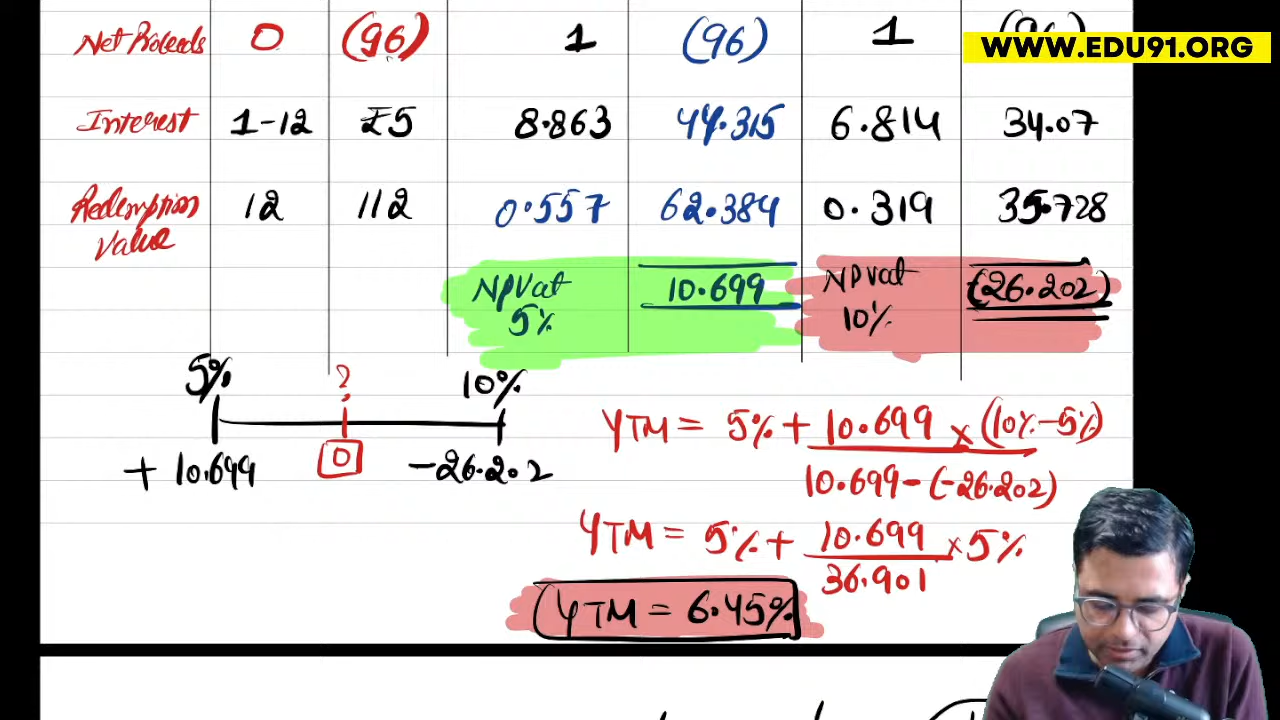 Net Proceeds 0 (96) 1 (96) 1 (96)
WWW.EDU91.ORG
Interest 1-12 ₹5 8.863 44.315 6.814 34.07
Redemption Value 12 112 0.557 62.384 0.319 35.728
NPV at 5% 10.699 NPV at 10% (26.202)
5% ? 10%
+10.699 0 -26.202
YTM = 5% + 10.699 × (10% - 5%)
10.699 - (-26.202)
YTM = 5% + 10.699 × 5%
36.901
YTM = 6.45%